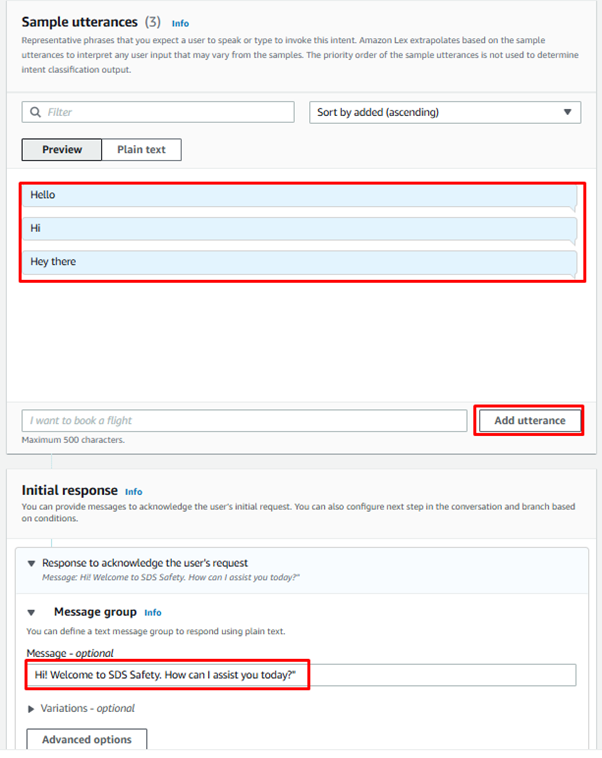 Sample utterances (3) Info
Representative phrases that you expect a user to speak or type to invoke this intent. Amazon Lex extrapolates based on the sample
utterances to interpret any user input that may vary from the samples. The priority order of the sample utterances is not used to determine
intent classification output.
Filter
Sort by added (ascending)
Preview
Plain text
Hello
Hi
Hey there
I want to book a flight
Add utterance
Maximum 500 characters.
Initial response Info
You can provide messages to acknowledge the user's initial request. You can also configure next step in the conversation and branch based
on conditions.
Response to acknowledge the user's request
Message: Hi! Welcome to SDS Safety. How can I assist you today?"
Message group Info
You can define a text message group to respond using plain text.
Message - optional
Hi! Welcome to SDS Safety. How can I assist you today?"
Variations - optional
Advanced options